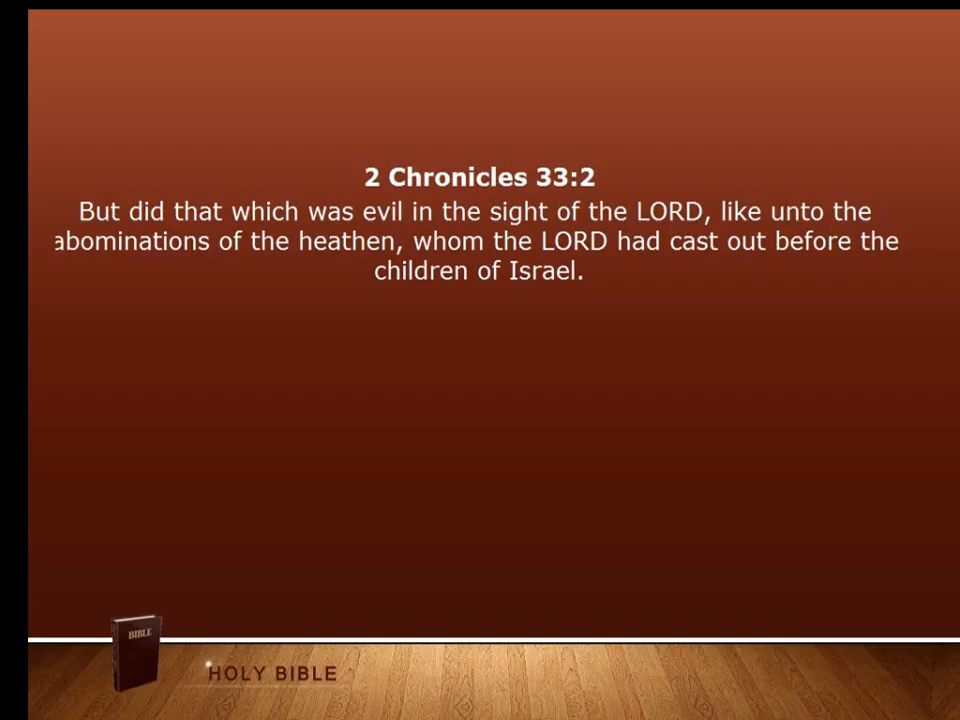 2 Chronicles 33:2
But did that which was evil in the sight of the LORD, like unto the
abominations of the heathen, whom the LORD had cast out before the
children of Israel.
BIBLE
HOLY BIBLE